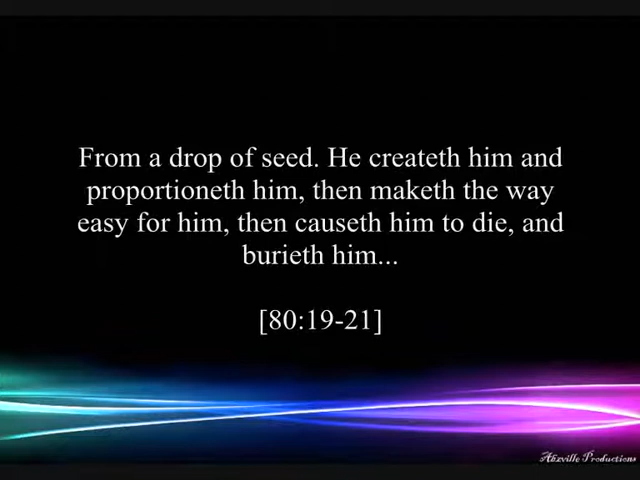 From a drop of seed. He createth him and
proportioneth him, then maketh the way
easy for him, then causeth him to die, and
burieth him...
[80:19-21]
Ahzville Productions